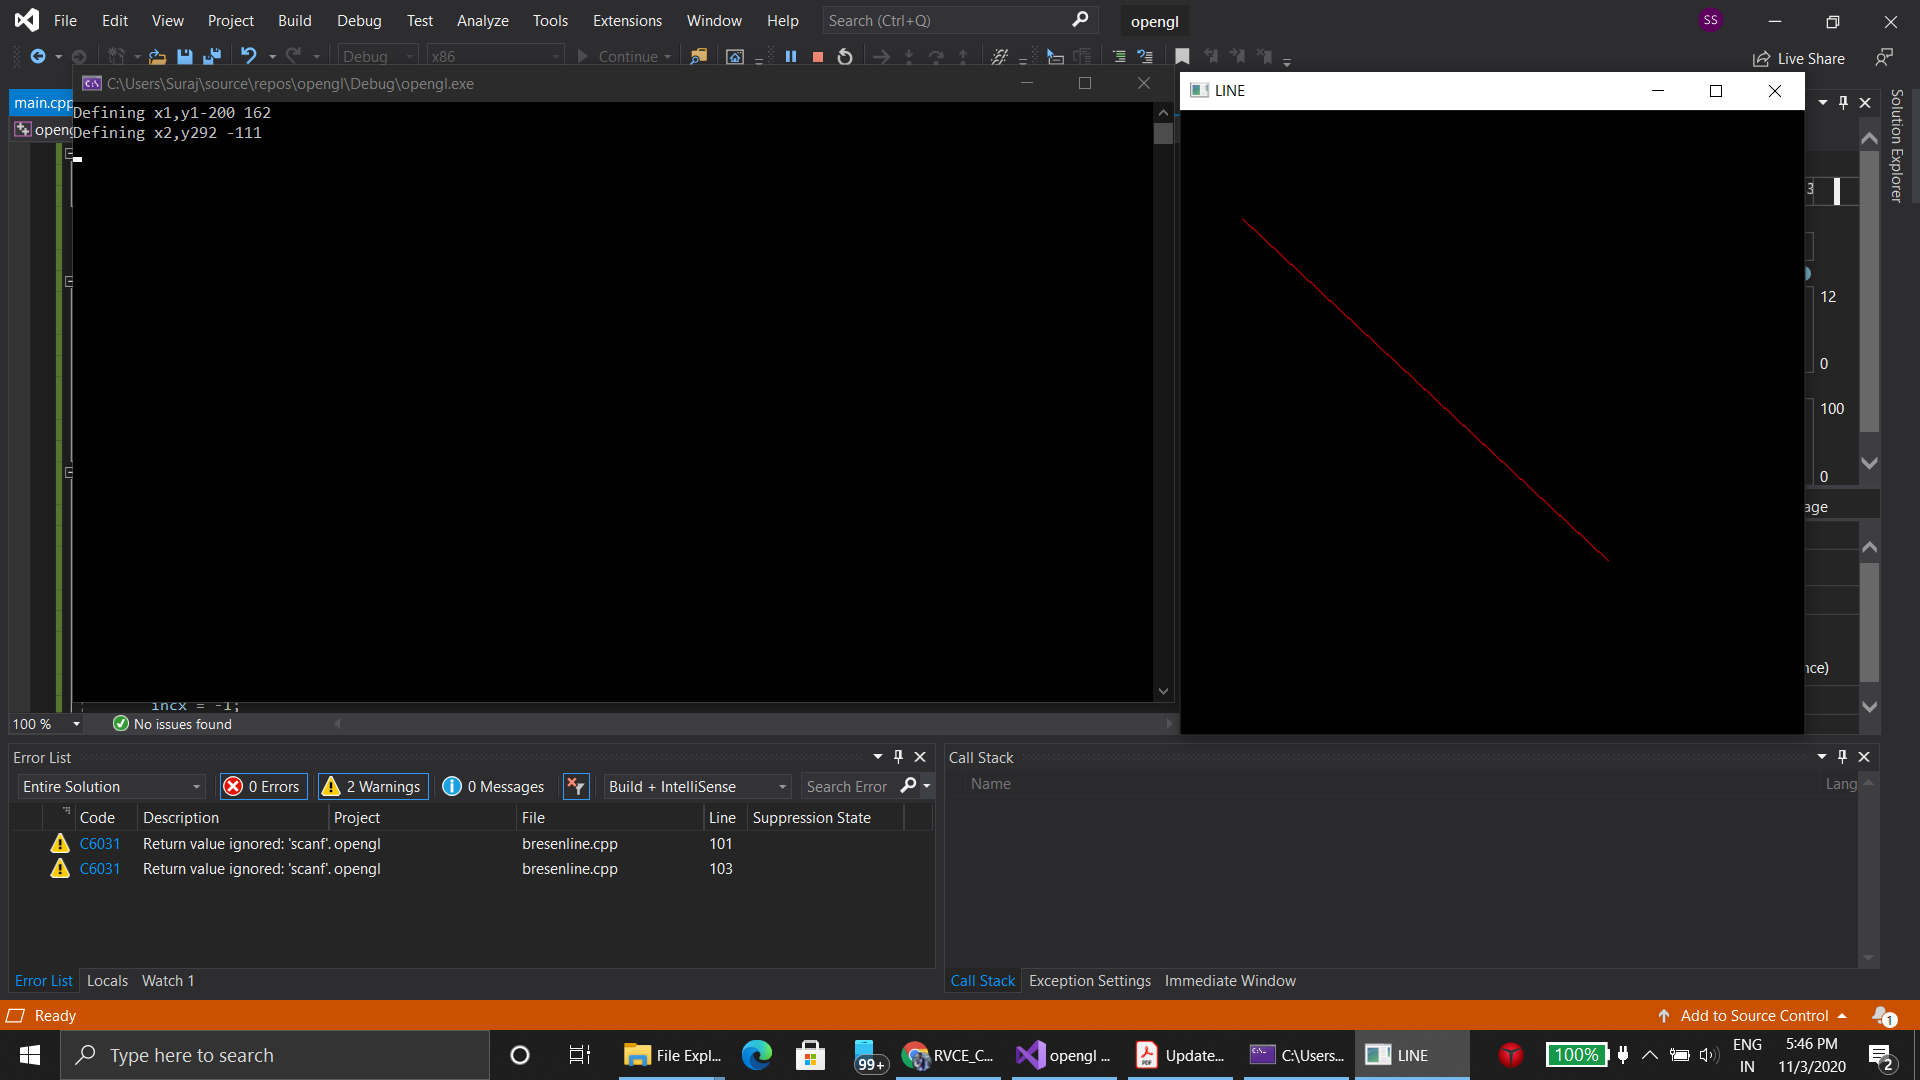 File Edit View Project Build Debug Test Analyze Tools Extensions Window Help Search (Ctrl+Q) opengl SS
Debug x86 Continue Live Share
C:\Users\Suraj\source\repos\opengl\Debug\opengl.exe
LINE
main.cpp
Defining x1,y1-200 162
openg
Defining x2,y292 -111
Solution Explorer
3
12
0
100
0
age
nce)
incx = -1;
100 % No issues found
Error List
Call Stack
Entire Solution 0 Errors 2 Warnings 0 Messages Build + IntelliSense Search Error
Name Lang
Code Description Project File Line Suppression State
C6031 Return value ignored: 'scanf'. opengl bresenline.cpp 101
C6031 Return value ignored: 'scanf'. opengl bresenline.cpp 103
Error List Locals Watch 1
Call Stack Exception Settings Immediate Window
Ready Add to Source Control 1
Type here to search File Expl... 99+ RVCE_C... opengl ... Update... C:\Users... LINE 100% ENG IN 5:46 PM 11/3/2020 2